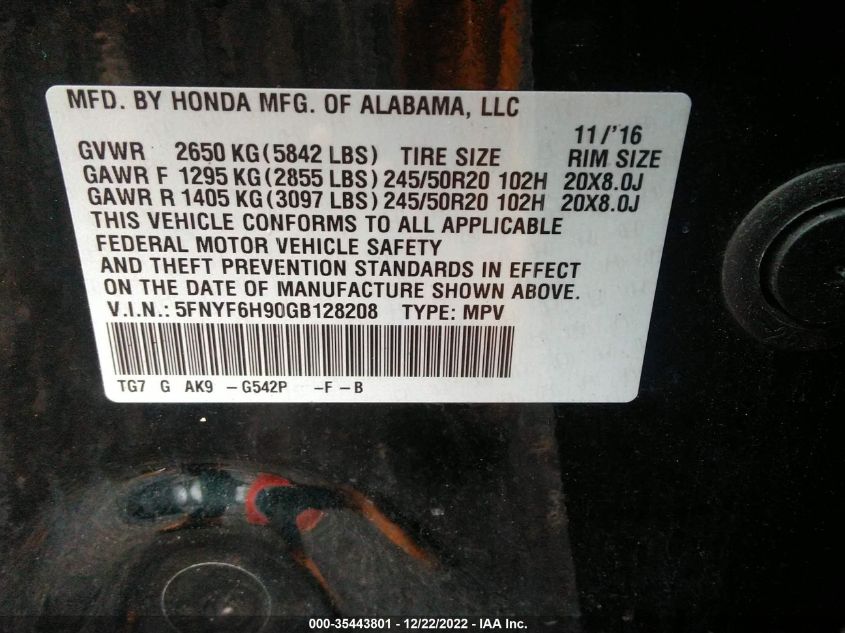 MFD. BY HONDA MFG. OF ALABAMA, LLC
11/'16
GVWR 2650 KG(5842 LBS) TIRE SIZE RIM SIZE
GAWR F 1295 KG(2855 LBS) 245/50R20 102H 20X8.0J
GAWR R 1405 KG(3097 LBS) 245/50R20 102H 20X8.0J
THIS VEHICLE CONFORMS TO ALL APPLICABLE
FEDERAL MOTOR VEHICLE SAFETY
AND THEFT PREVENTION STANDARDS IN EFFECT
ON THE DATE OF MANUFACTURE SHOWN ABOVE.
V.I.N.: 5FNYF6H90GB128208 TYPE: MPV
TG7 G AK9 -G542P -F -B
000-35443801 - 12/22/2022 - IAA Inc.